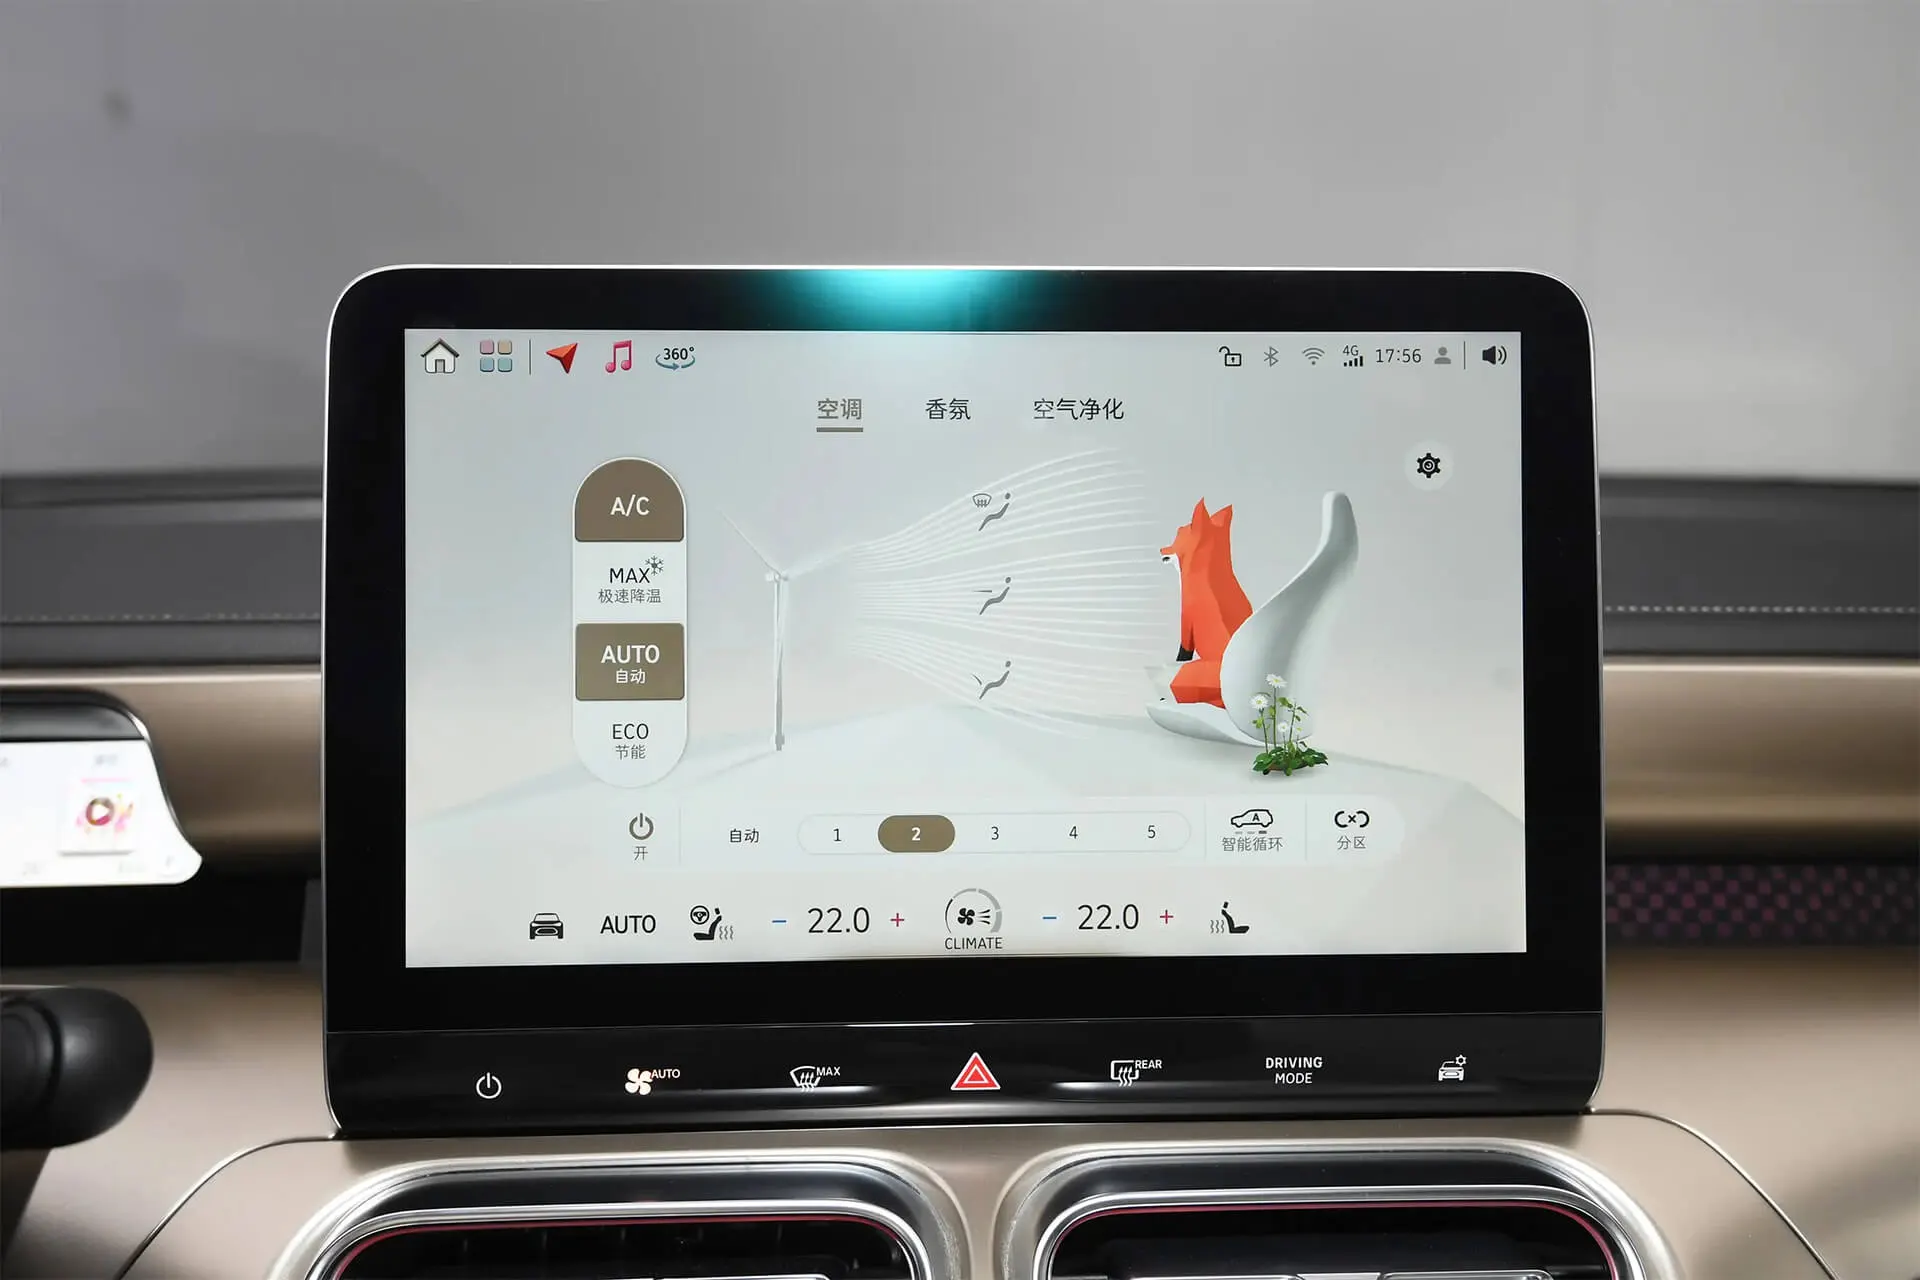 360°
4G
17:56
空调 香氛 空气净化
A/C
MAX
极速降温
AUTO
自动
ECO
节能
开
自动 1 2 3 4 5
A
智能循环
分区
AUTO
22.0
CLIMATE
22.0
AUTO
MAX
REAR
DRIVING
MODE